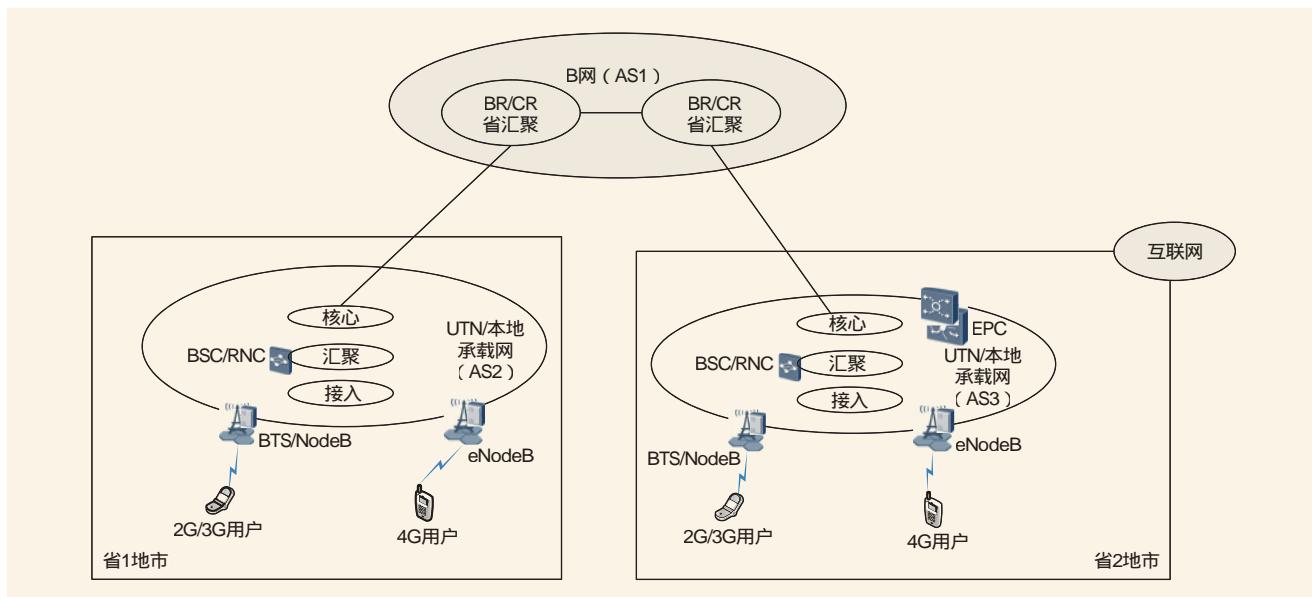 B网（AS1）
BR/CR
省汇聚
BR/CR
省汇聚
互联网
核心
UTN/本地
承载网
（AS2）
BSC/RNC
汇聚
接入
BTS/NodeB
eNodeB
2G/3G用户
4G用户
省1地市
核心
EPC
BSC/RNC
汇聚
UTN/本地
承载网
（AS3）
接入
BTS/NodeB
eNodeB
2G/3G用户
4G用户
省2地市